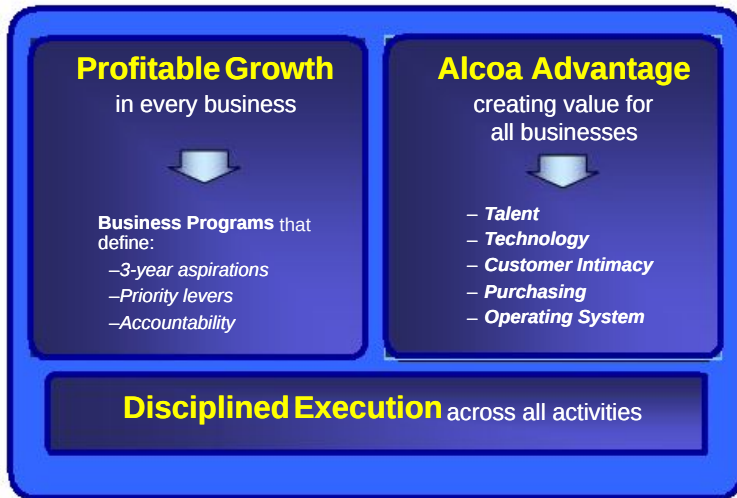 Profitable Growth
in every business
Business Programs that
define:
–3-year aspirations
–Priority levers
–Accountability
Alcoa Advantage
creating value for
all businesses
– Talent
– Technology
– Customer Intimacy
– Purchasing
– Operating System
Disciplined Execution across all activities